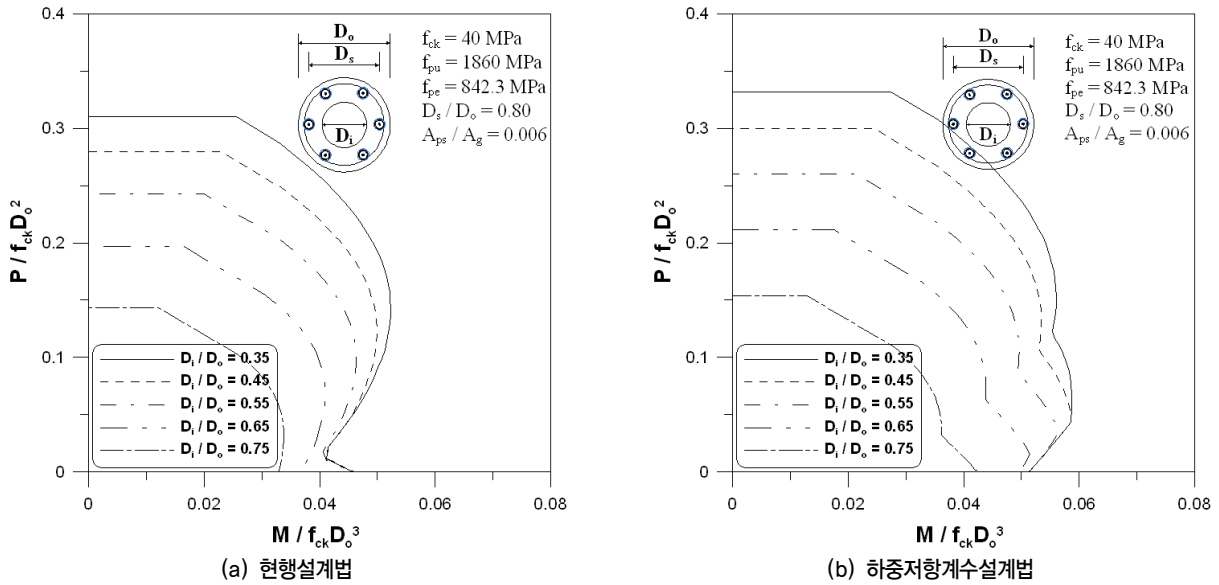 0.4
0.3
0.2
0.1
0
P / f_ck D_o^2
0
0.02
0.04
0.06
0.08
M / f_ck D_o^3
D_o
D_s
D_i
f_ck = 40 MPa
f_pu = 1860 MPa
f_pe = 842.3 MPa
D_s / D_o = 0.80
A_ps / A_g = 0.006
D_i / D_o = 0.35
D_i / D_o = 0.45
D_i / D_o = 0.55
D_i / D_o = 0.65
D_i / D_o = 0.75
(a) 현행설계법
0.4
0.3
0.2
0.1
0
P / f_ck D_o^2
0
0.02
0.04
0.06
0.08
M / f_ck D_o^3
D_o
D_s
D_i
f_ck = 40 MPa
f_pu = 1860 MPa
f_pe = 842.3 MPa
D_s / D_o = 0.80
A_ps / A_g = 0.006
D_i / D_o = 0.35
D_i / D_o = 0.45
D_i / D_o = 0.55
D_i / D_o = 0.65
D_i / D_o = 0.75
(b) 하중저항계수설계법